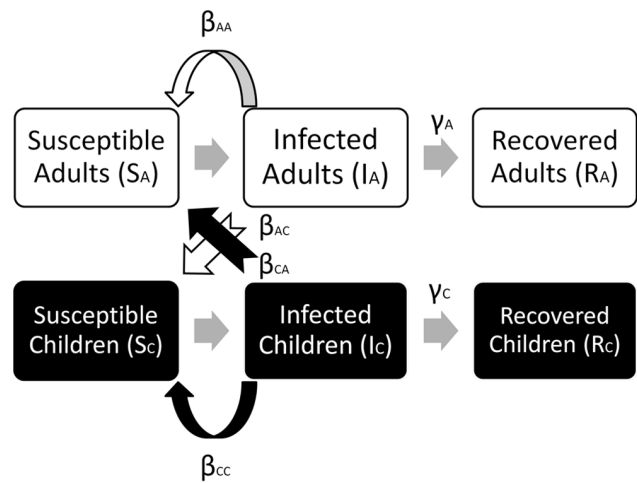 βAA
Susceptible
Adults (SA)
Infected
Adults (IA)
γA
Recovered
Adults (RA)
βAC
βCA
Susceptible
Children (SC)
Infected
Children (IC)
γC
Recovered
Children (RC)
βCC